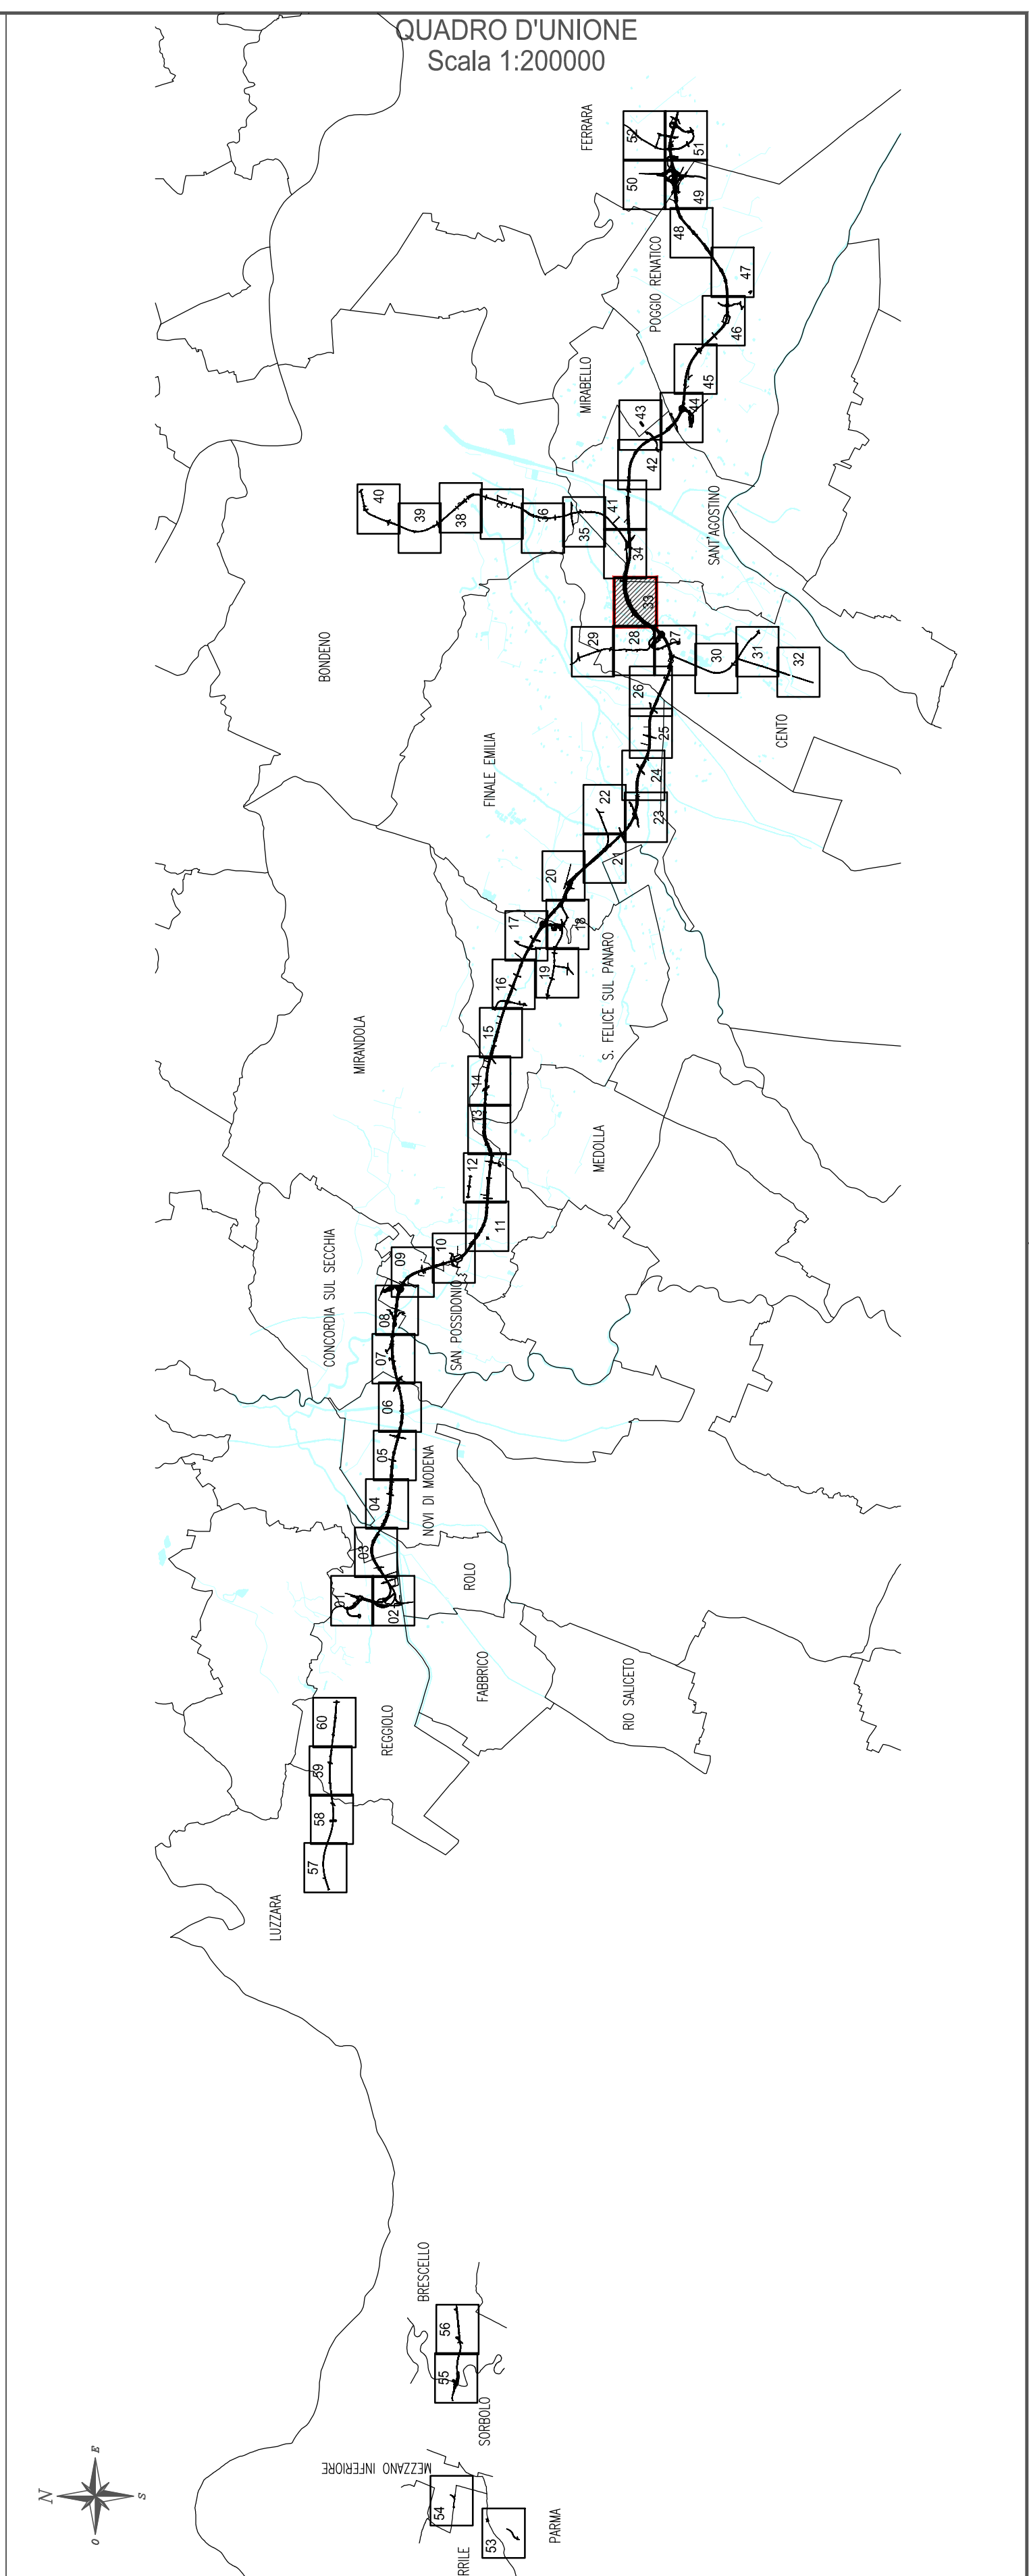 QUADRO D'UNIONE
Scala 1:200000
FERRARA
52
51
50
49
48
POGGIO RENATICO
47
46
MIRABELLO
45
44
43
42
SANT'AGOSTINO
41
40
39
38
37
36
35
34
33
BONDENO
29
28
27
30
31
32
26
25
CENTO
FINALE EMILIA
24
22
23
21
20
17
18
19
16
S. FELICE SUL PANARO
MIRANDOLA
15
14
13
MEDOLLA
12
11
CONCORDIA SUL SECCHIA
10
09
SAN POSSIDONIO
08
07
06
05
NOVI DI MODENA
04
03
ROLO
01
02
FABBRICO
RIO SALICETO
REGGIOLO
60
59
58
57
LUZZARA
BRESCELLO
56
55
SORBOLO
MEZZANO INFERIORE
54
53
PARMA
RRILE
N
E
S
O